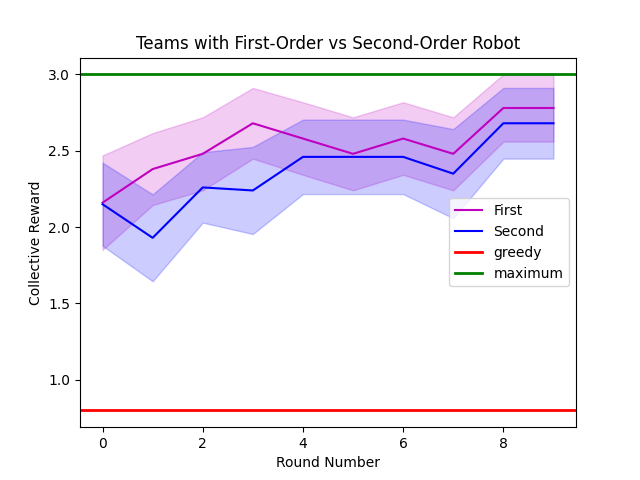 Teams with First-Order vs Second-Order Robot
3.0
2.5
2.0
1.5
1.0
Collective Reward
First
Second
greedy
maximum
0 2 4 6 8
Round Number